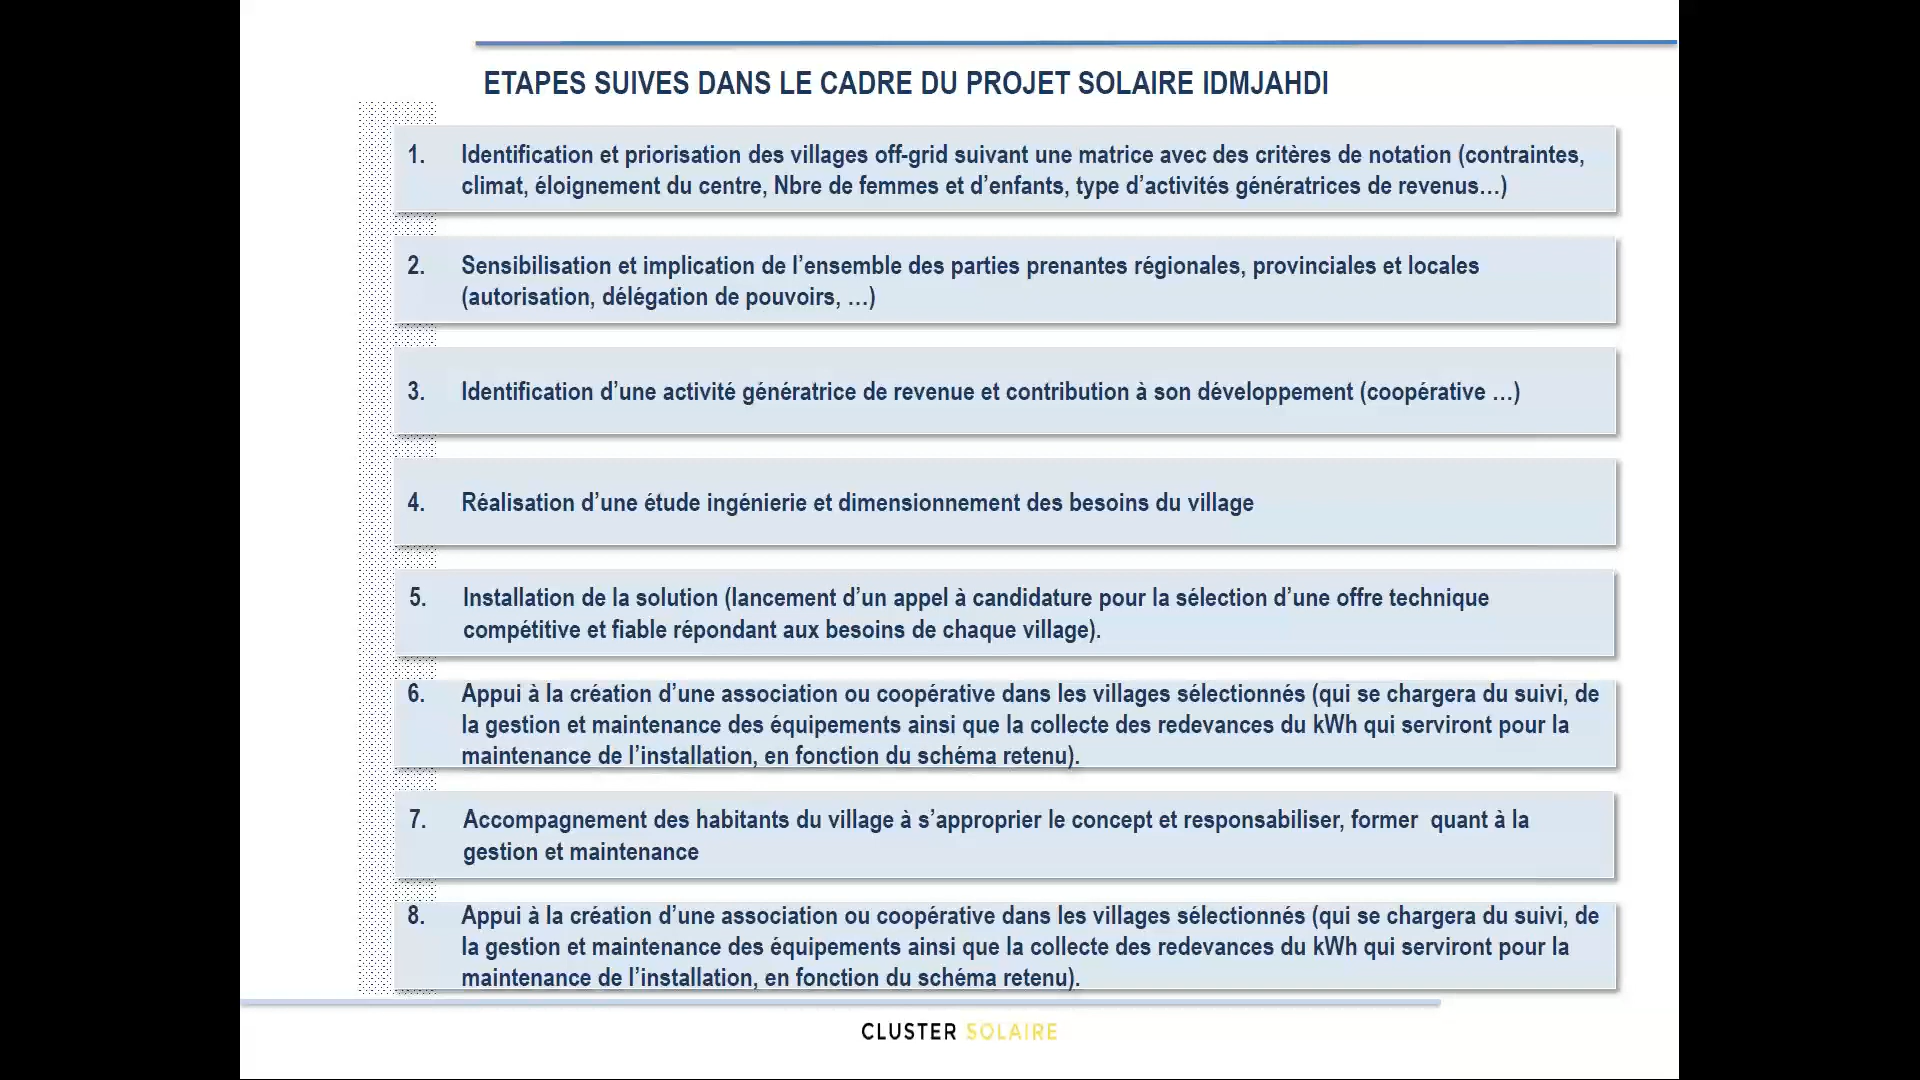 ETAPES SUIVES DANS LE CADRE DU PROJET SOLAIRE IDMJAHDI
1. Identification et priorisation des villages off-grid suivant une matrice avec des critères de notation (contraintes,
climat, éloignement du centre, Nbre de femmes et d’enfants, type d’activités génératrices de revenus…)
2. Sensibilisation et implication de l’ensemble des parties prenantes régionales, provinciales et locales
(autorisation, délégation de pouvoirs, …)
3. Identification d’une activité génératrice de revenue et contribution à son développement (coopérative …)
4. Réalisation d’une étude ingénierie et dimensionnement des besoins du village
5. Installation de la solution (lancement d’un appel à candidature pour la sélection d’une offre technique
compétitive et fiable répondant aux besoins de chaque village).
6. Appui à la création d’une association ou coopérative dans les villages sélectionnés (qui se chargera du suivi, de
la gestion et maintenance des équipements ainsi que la collecte des redevances du kWh qui serviront pour la
maintenance de l’installation, en fonction du schéma retenu).
7. Accompagnement des habitants du village à s’approprier le concept et responsabiliser, former  quant à la
gestion et maintenance
8. Appui à la création d’une association ou coopérative dans les villages sélectionnés (qui se chargera du suivi, de
la gestion et maintenance des équipements ainsi que la collecte des redevances du kWh qui serviront pour la
maintenance de l’installation, en fonction du schéma retenu).
CLUSTER SOLAIRE